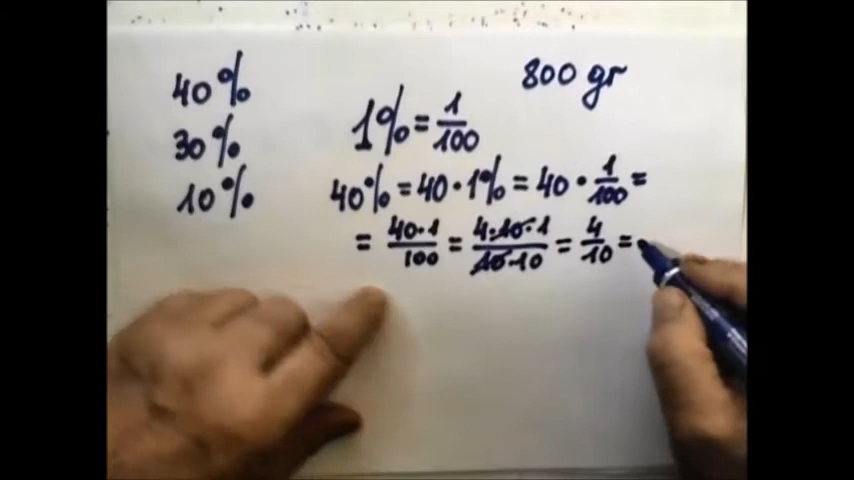 40%
30%
10%
800 gr
1% = 1/100
40% = 40 · 1% = 40 · 1/100 =
= 40·1/100 = 4·10·1/10·10 = 4/10 =